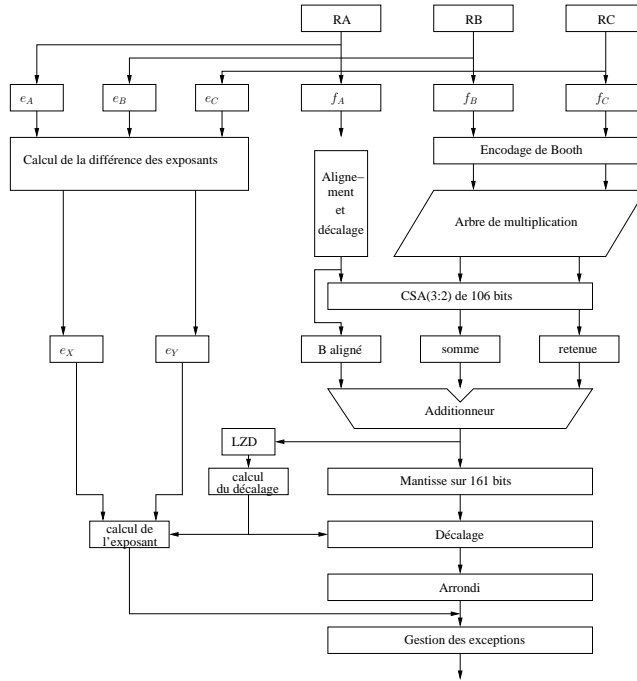 RA
RB
RC
e_A
e_B
e_C
f_A
f_B
f_C
Calcul de la différence des exposants
Encodage de Booth
Aligne–
ment
et
décalage
Arbre de multiplication
CSA(3:2) de 106 bits
e_X
e_Y
B aligné
somme
retenue
Additionneur
LZD
calcul
du décalage
Mantisse sur 161 bits
calcul de
l'exposant
Décalage
Arrondi
Gestion des exceptions